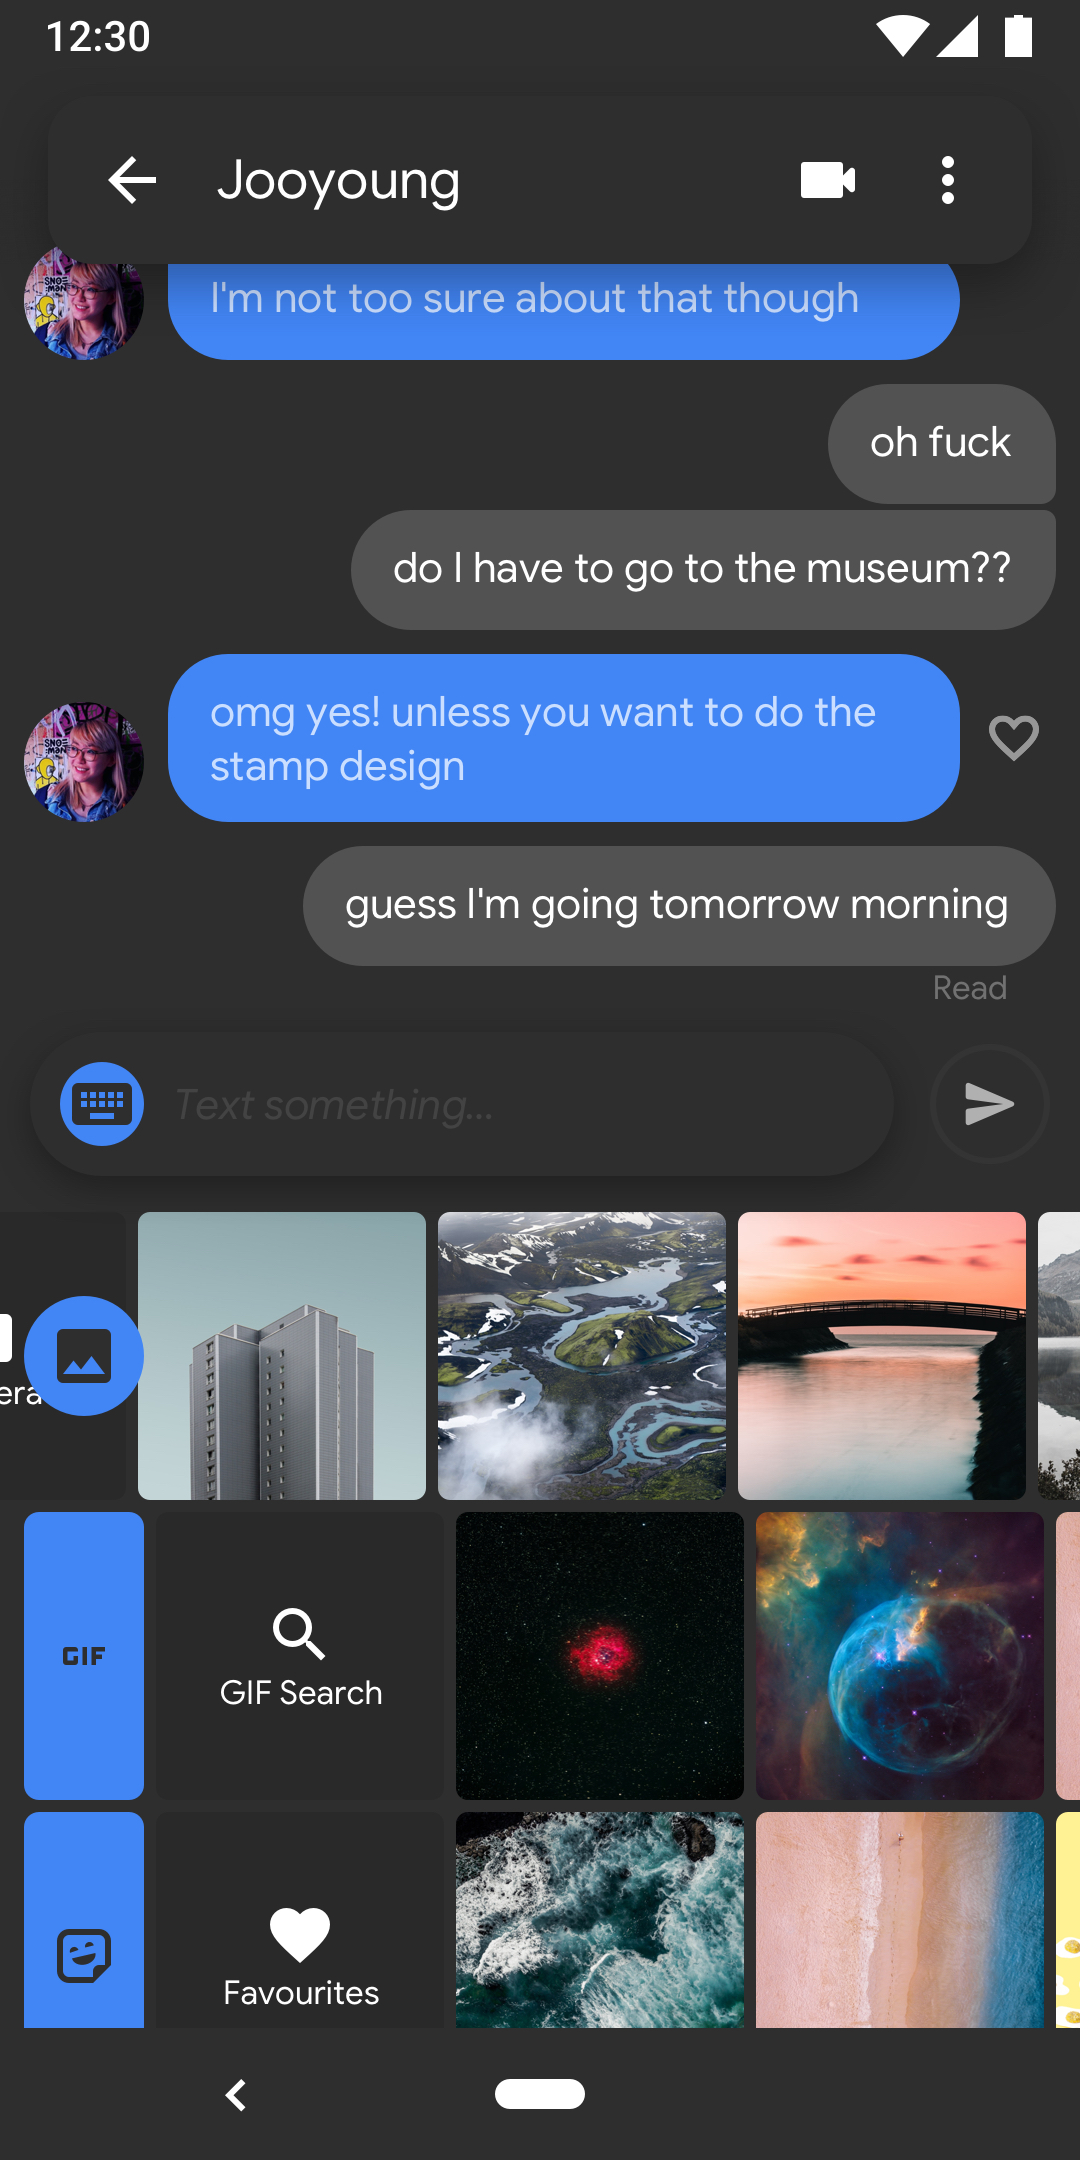 12:30
Jooyoung
I'm not too sure about that though
oh fuck
do I have to go to the museum??
omg yes! unless you want to do the
stamp design
guess I'm going tomorrow morning
Read
Text something...
era
GIF
GIF Search
Favourites